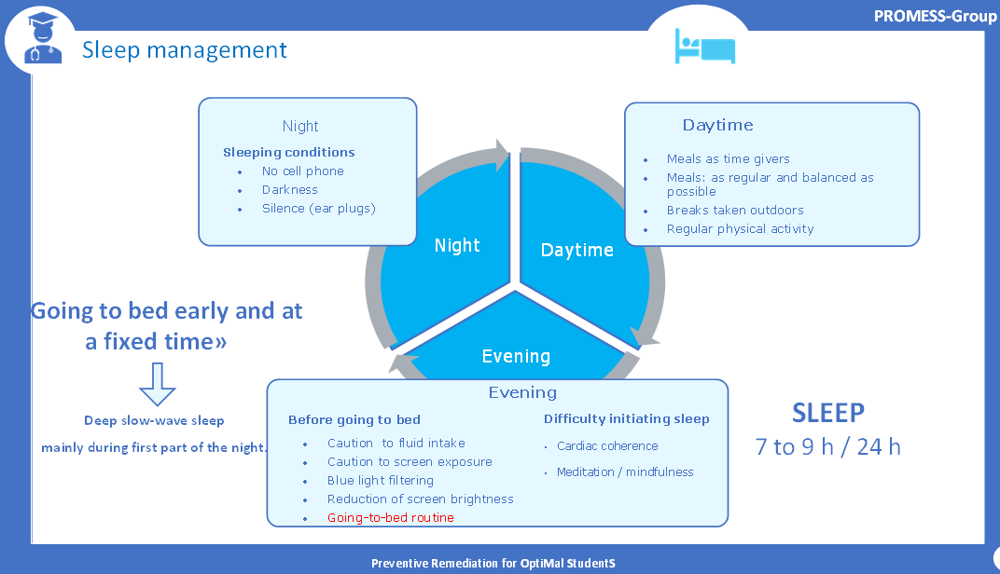 PROMESS-Group
Sleep management
Night
Sleeping conditions
• No cell phone
• Darkness
• Silence (ear plugs)
Daytime
• Meals as time givers
• Meals: as regular and balanced as
possible
• Breaks taken outdoors
• Regular physical activity
Night
Daytime
Evening
Going to bed early and at
a fixed time»
Deep slow-wave sleep
mainly during first part of the night.
Evening
Before going to bed
• Caution to fluid intake
• Caution to screen exposure
• Blue light filtering
• Reduction of screen brightness
• Going-to-bed routine
Difficulty initiating sleep
• Cardiac coherence
• Meditation / mindfulness
SLEEP
7 to 9 h / 24 h
Preventive Remediation for OptiMal StudentS